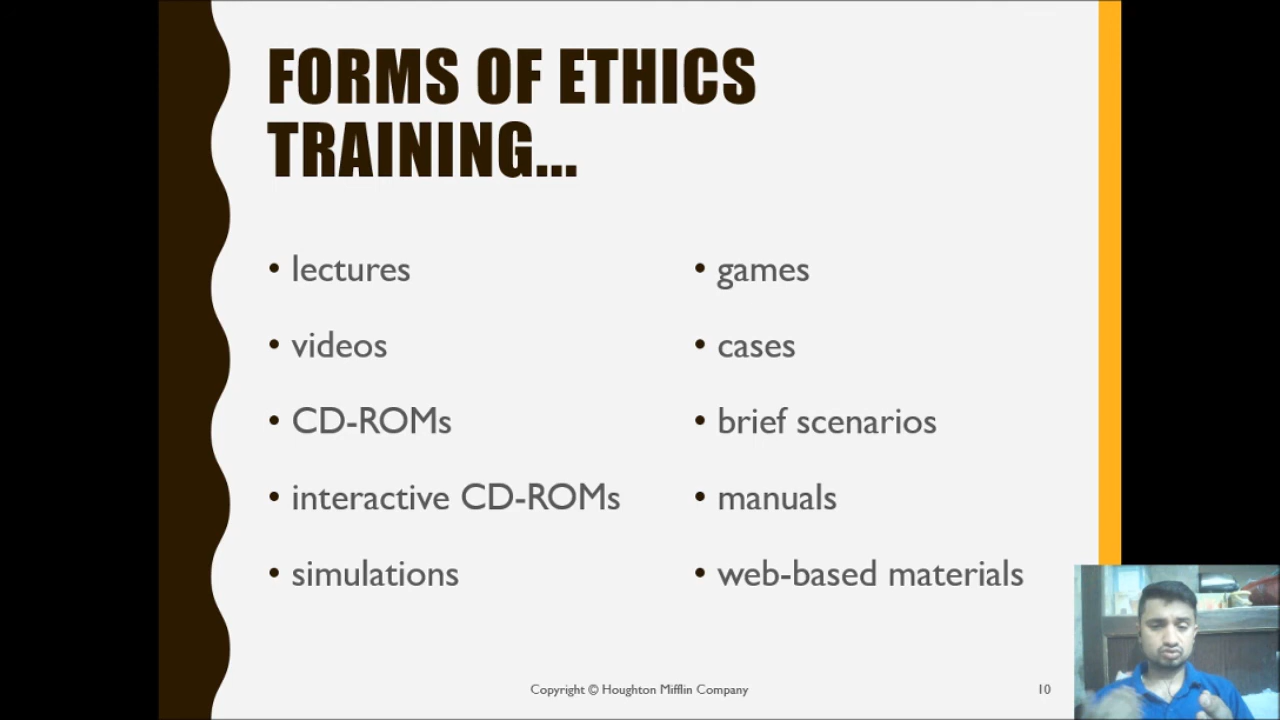 FORMS OF ETHICS
TRAINING...
• lectures
• videos
• CD-ROMs
• interactive CD-ROMs
• simulations
• games
• cases
• brief scenarios
• manuals
• web-based materials
Copyright © Houghton Mifflin Company
10